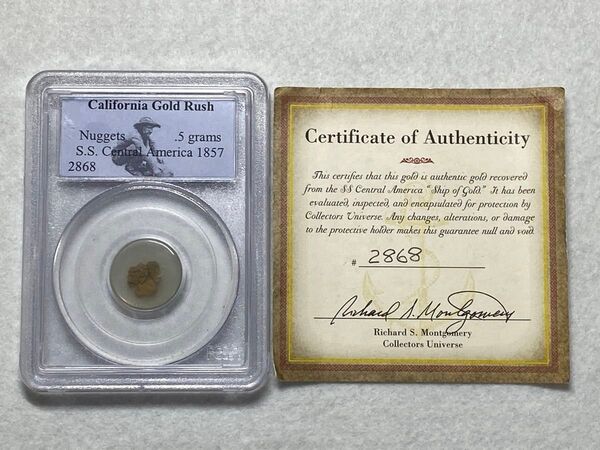 California Gold Rush
Nuggets .5 grams
S.S. Central America 1857
2868
Certificate of Authenticity
This certifies that this gold is authentic gold recovered
from the SS Central America "Ship of Gold." It has been
evaluated, inspected, and encapsulated for protection by
Collectors Universe. Any changes, alterations, or damage
to the protective holder makes this guarantee null and void.
# 2868
Richard S. Montgomery
Richard S. Montgomery
Collectors Universe